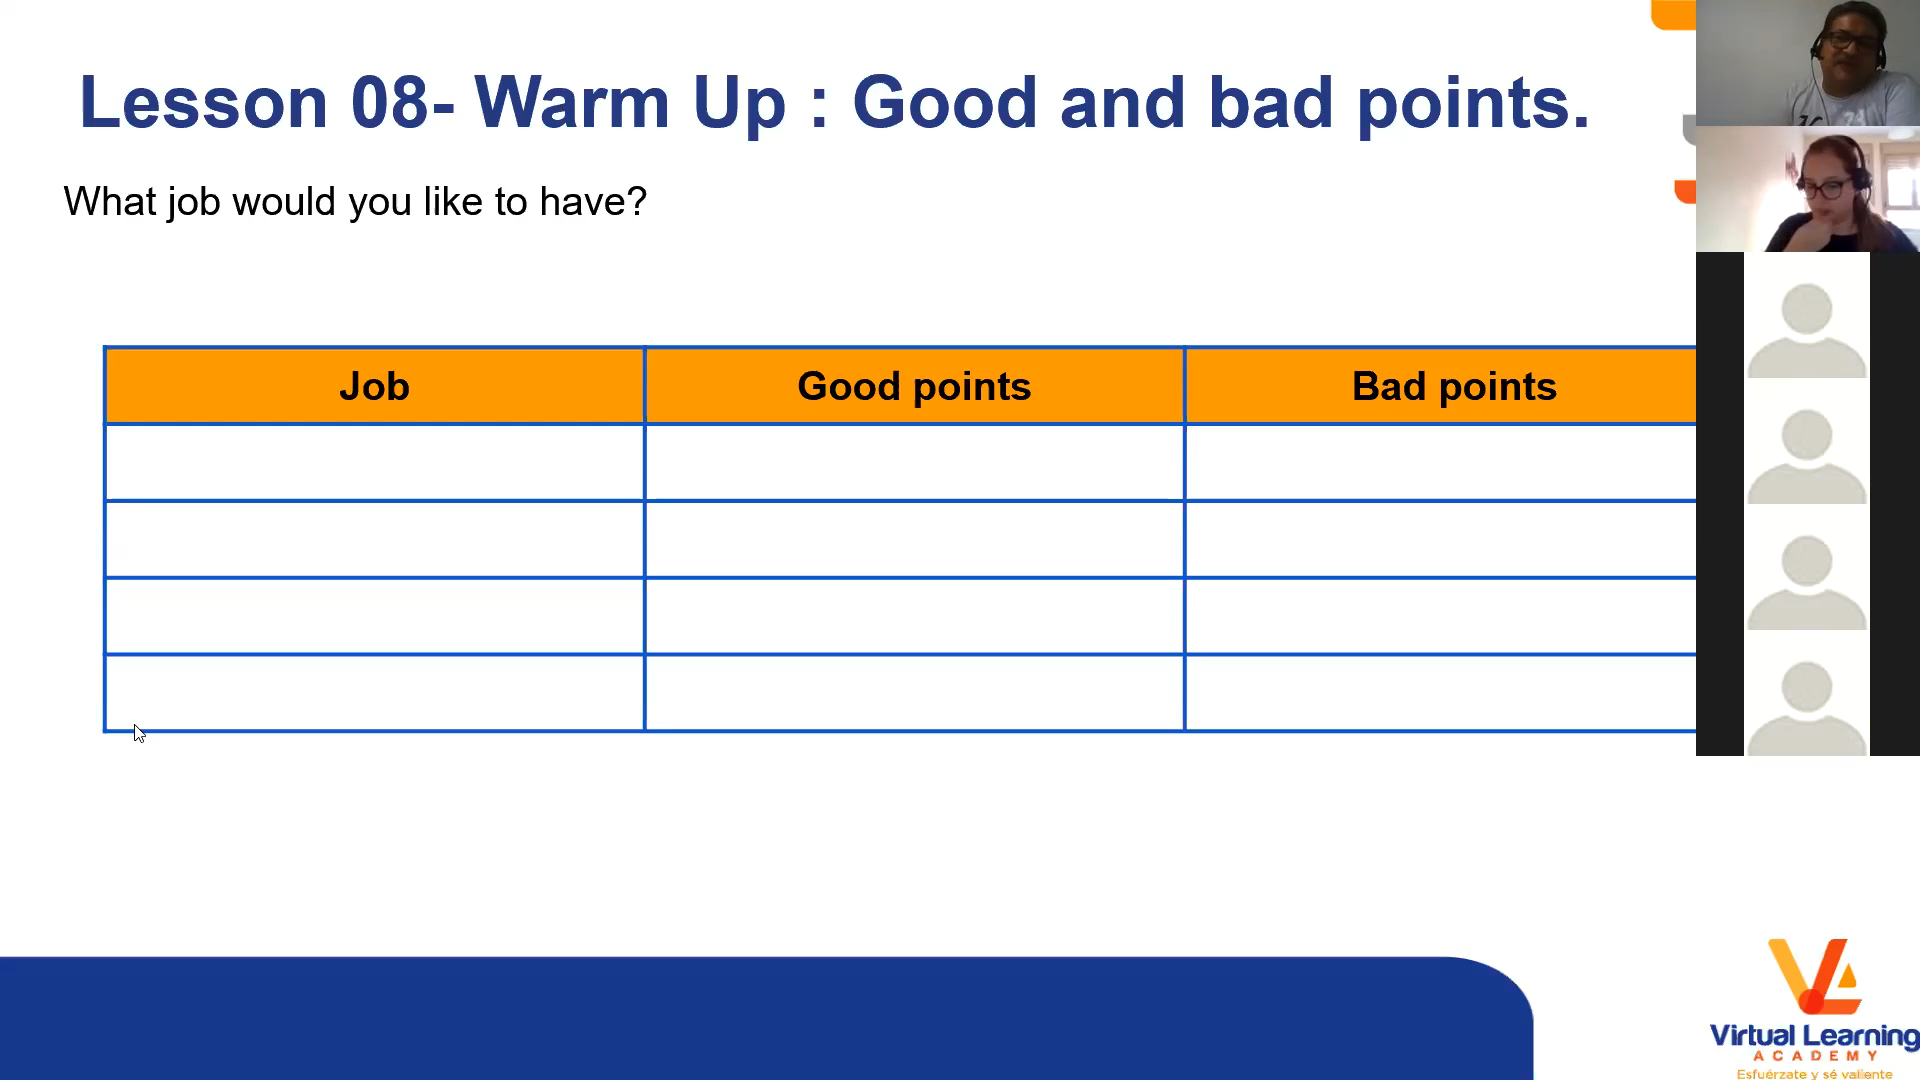 Lesson 08- Warm Up : Good and bad points.
What job would you like to have?
Job Good points Bad points
Virtual Learning
ACADEMY
Esfuérzate y sé valiente